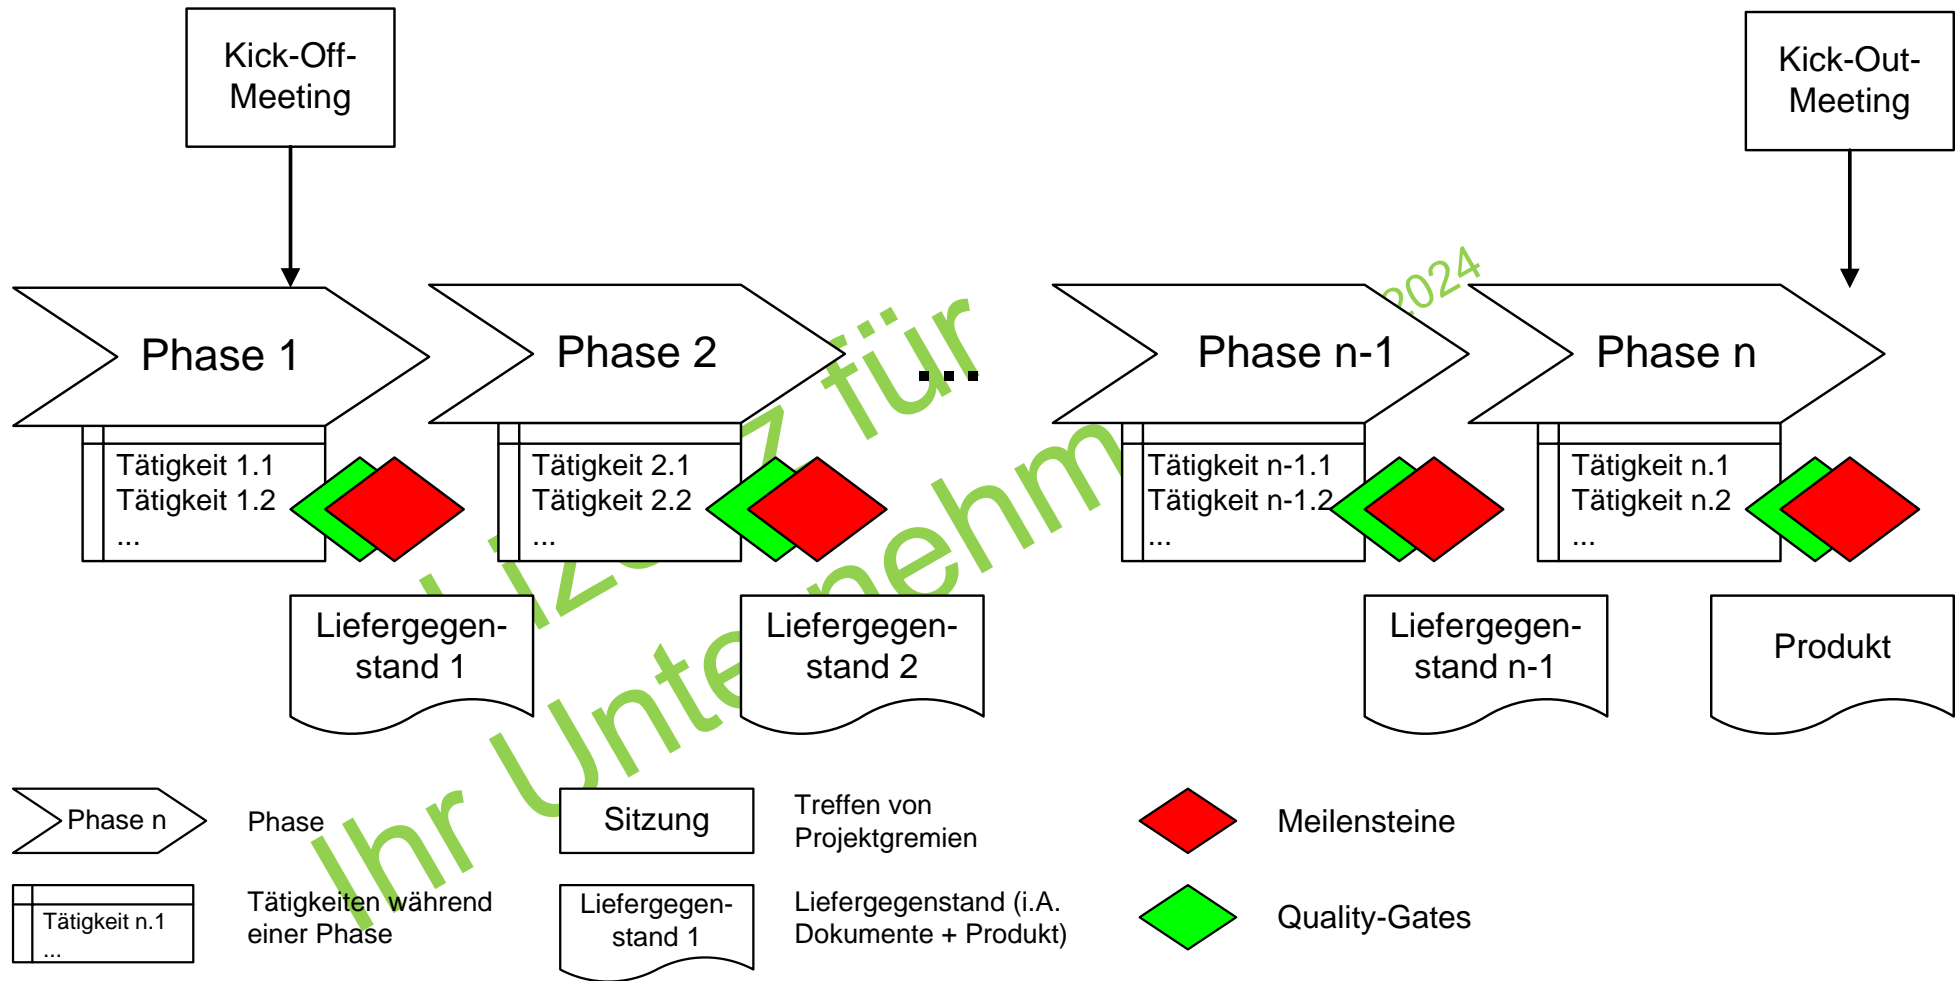 Kick-Off-
Meeting
Kick-Out-
Meeting
Phase 1
Phase 2
...
Phase n-1
Phase n
Tätigkeit 1.1
Tätigkeit 1.2
...
Tätigkeit 2.1
Tätigkeit 2.2
...
Tätigkeit n-1.1
Tätigkeit n-1.2
...
Tätigkeit n.1
Tätigkeit n.2
...
Liefergegen-
stand 1
Liefergegen-
stand 2
Liefergegen-
stand n-1
Produkt
Phase n
Phase
Sitzung
Treffen von
Projektgremien
Meilensteine
Tätigkeit n.1
...
Tätigkeiten während
einer Phase
Liefergegen-
stand 1
Liefergegenstand (i.A.
Dokumente + Produkt)
Quality-Gates
für
Ihr
2024